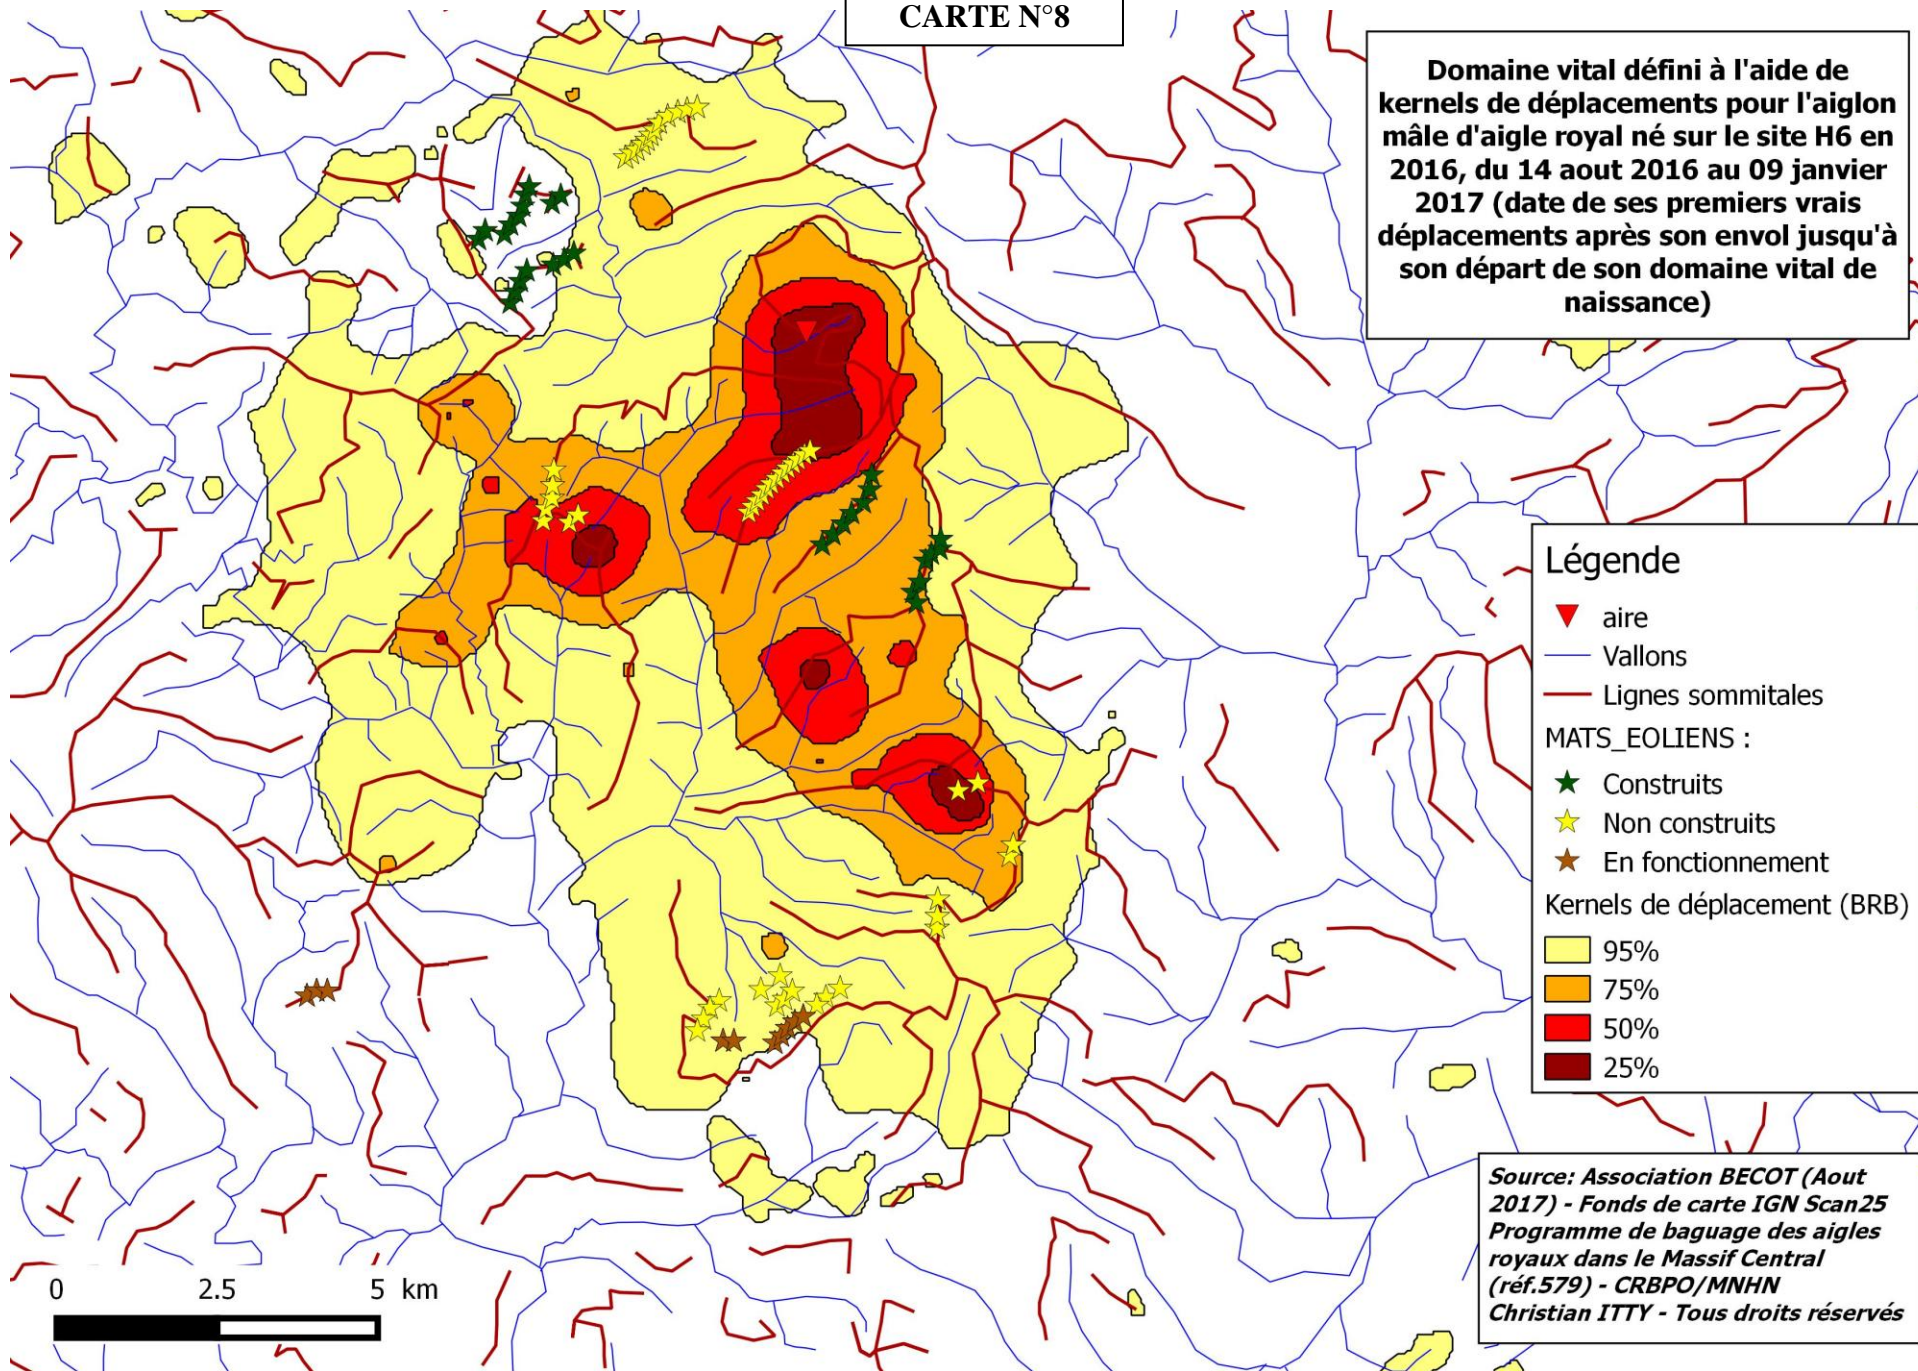 CARTE N°8
Domaine vital défini à l'aide de
kernels de déplacements pour l'aiglon
mâle d'aigle royal né sur le site H6 en
2016, du 14 aout 2016 au 09 janvier
2017 (date de ses premiers vrais
déplacements après son envol jusqu'à
son départ de son domaine vital de
naissance)
Légende
aire
Vallons
Lignes sommitales
MATS_EOLIENS :
Construits
Non construits
En fonctionnement
Kernels de déplacement (BRB)
95%
75%
50%
25%
Source: Association BECOT (Aout
2017) - Fonds de carte IGN Scan25
Programme de baguage des aigles
royaux dans le Massif Central
(réf.579) - CRBPO/MNHN
Christian ITTY - Tous droits réservés
0 2.5 5 km